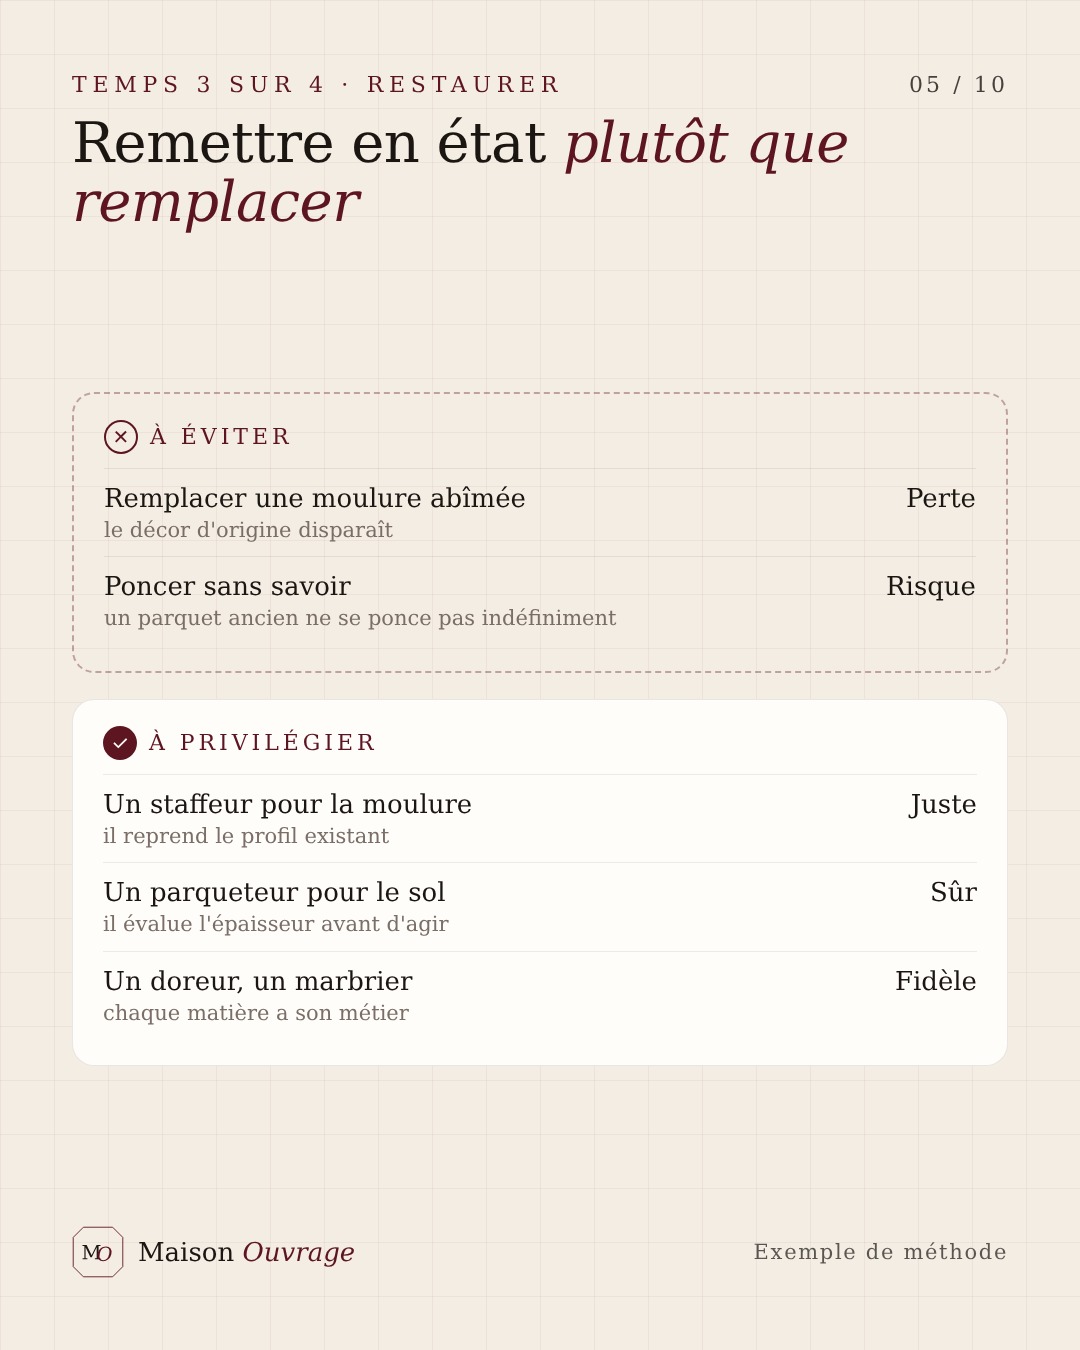 TEMPS 3 SUR 4 · RESTAURER
05 / 10
Remettre en état plutôt que
remplacer
À ÉVITER
Remplacer une moulure abîmée
Perte
le décor d'origine disparaît
Poncer sans savoir
Risque
un parquet ancien ne se ponce pas indéfiniment
À PRIVILÉGIER
Un staffeur pour la moulure
Juste
il reprend le profil existant
Un parqueteur pour le sol
Sûr
il évalue l'épaisseur avant d'agir
Un doreur, un marbrier
Fidèle
chaque matière a son métier
MO
Maison Ouvrage
Exemple de méthode